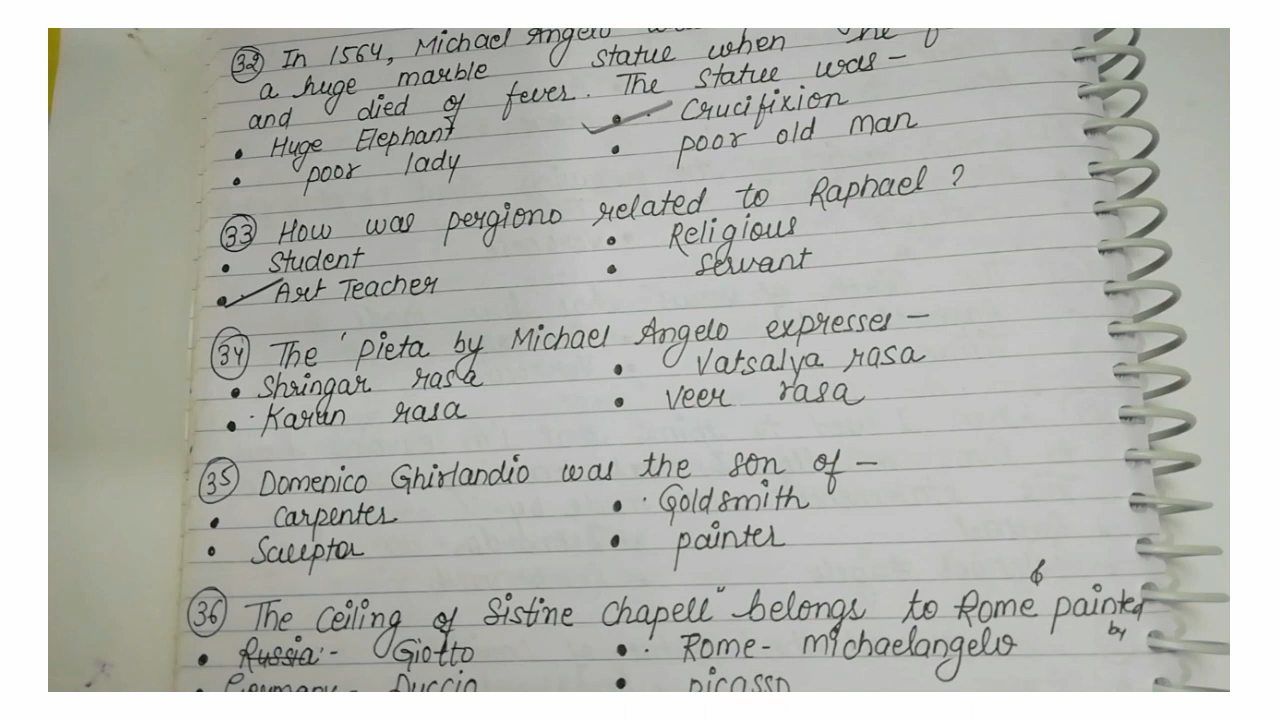 (32) In 1564, Michael Angelo
a huge marble statue when
and died of fever. The statue was -
• Huge Elephant • Crucifixion
• poor lady • poor old man
(33) How was pergiono related to Raphael ?
• Student • Religious
• Art Teacher • servant
(34) The 'pieta by Michael Angelo expresses -
• Shringar rasa • Vatsalya rasa
• Karun rasa • veer rasa
(35) Domenico Ghirlandio was the son of -
• Carpenter • Goldsmith
• Scuptor • painter
(36) The Ceiling of Sistine Chapell" belongs to Rome & painted by
• Russia:- Giotto • Rome- Michaelangelo
• Germany- Duccio • picasso